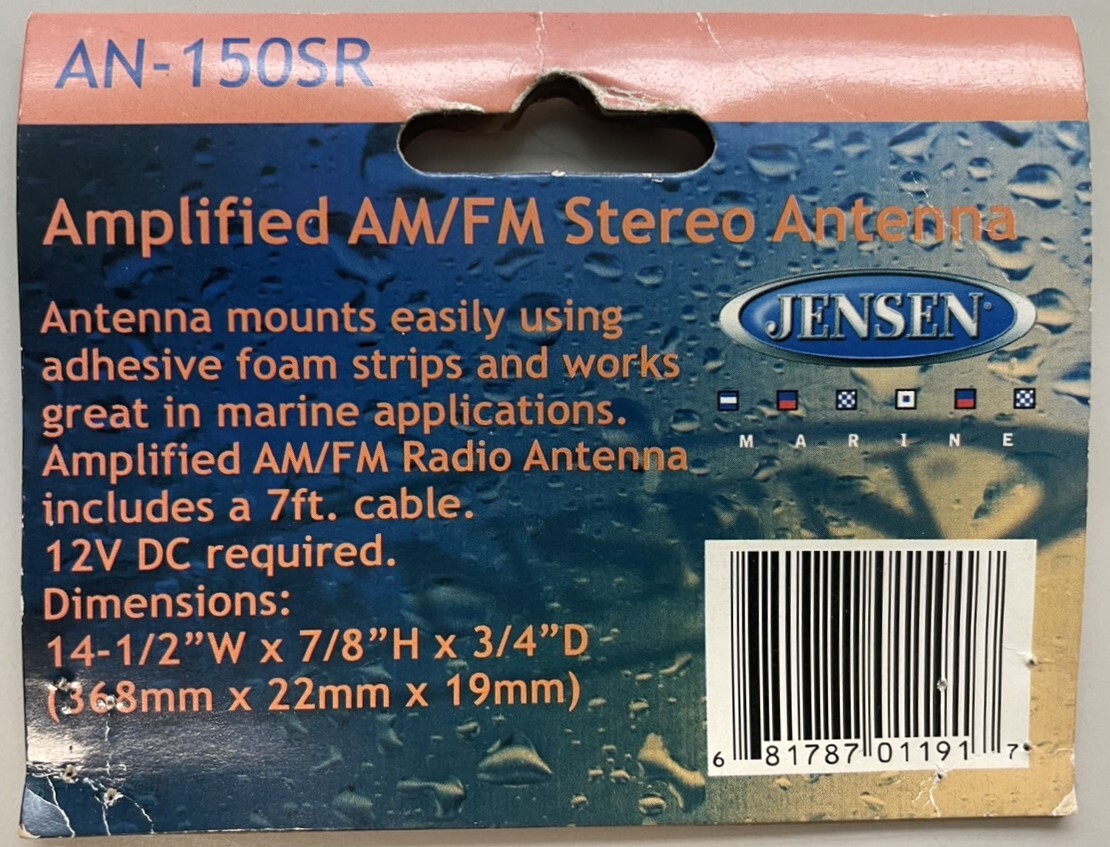 AN-150SR
Amplified AM/FM Stereo Antenna
JENSEN®
MARINE
Antenna mounts easily using
adhesive foam strips and works
great in marine applications.
Amplified AM/FM Radio Antenna
includes a 7ft. cable.
12V DC required.
Dimensions:
14-1/2”W x 7/8”H x 3/4”D
(368mm x 22mm x 19mm)
6 81787 01191 7